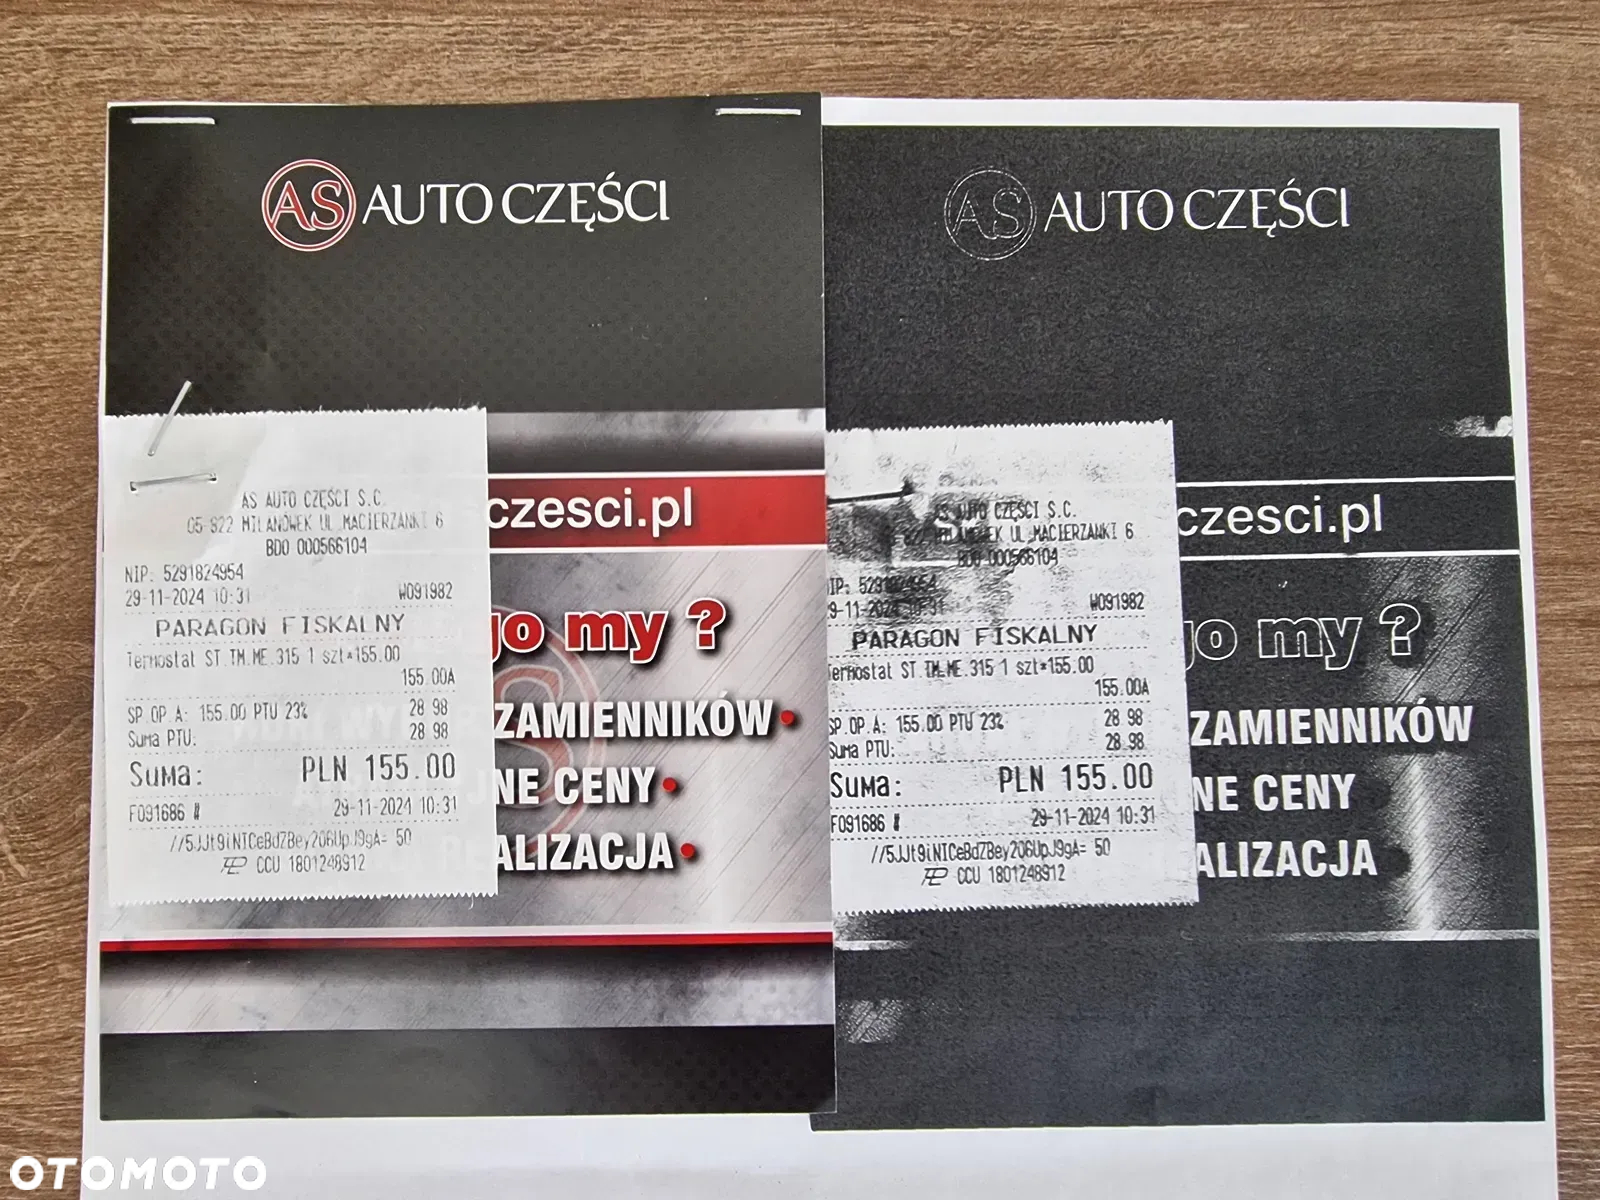 AS AUTO CZĘŚCI
AS AUTO CZĘŚCI S.C.
05-822 MILANÓWEK UL.MACIERZANKI 6
BDO 000566104
NIP: 5291824954
29-11-2024 10:31 W091982
PARAGON FISKALNY
Termostat ST.TM.ME.315 1 szt*155.00
155.00A
SP.OP.A: 155.00 PTU 23% 28.98
Suma PTU: 28.98
Suma: PLN 155.00
F091686 # 29-11-2024 10:31
//5JJt9iNICeBdZBey206UpJ9gA= 50
CCU 1801248912
czesci.pl
go my ?
ZAMIENNIKÓW
NE CENY
REALIZACJA
AS AUTO CZĘŚCI
AS AUTO CZĘŚCI S.C.
UL.MACIERZANKI 6
BDO 000566104
NIP: 5291824954
29-11-2024 10:31 W091982
PARAGON FISKALNY
Termostat ST.TM.ME.315 1 szt*155.00
155.00A
SP.OP.A: 155.00 PTU 23% 28.98
Suma PTU: 28.98
Suma: PLN 155.00
F091686 # 29-11-2024 10:31
//5JJt9iNICeBdZBey206UpJ9gA= 50
CCU 1801248912
czesci.pl
go my ?
ZAMIENNIKÓW
NE CENY
ALIZACJA
OTOMOTO